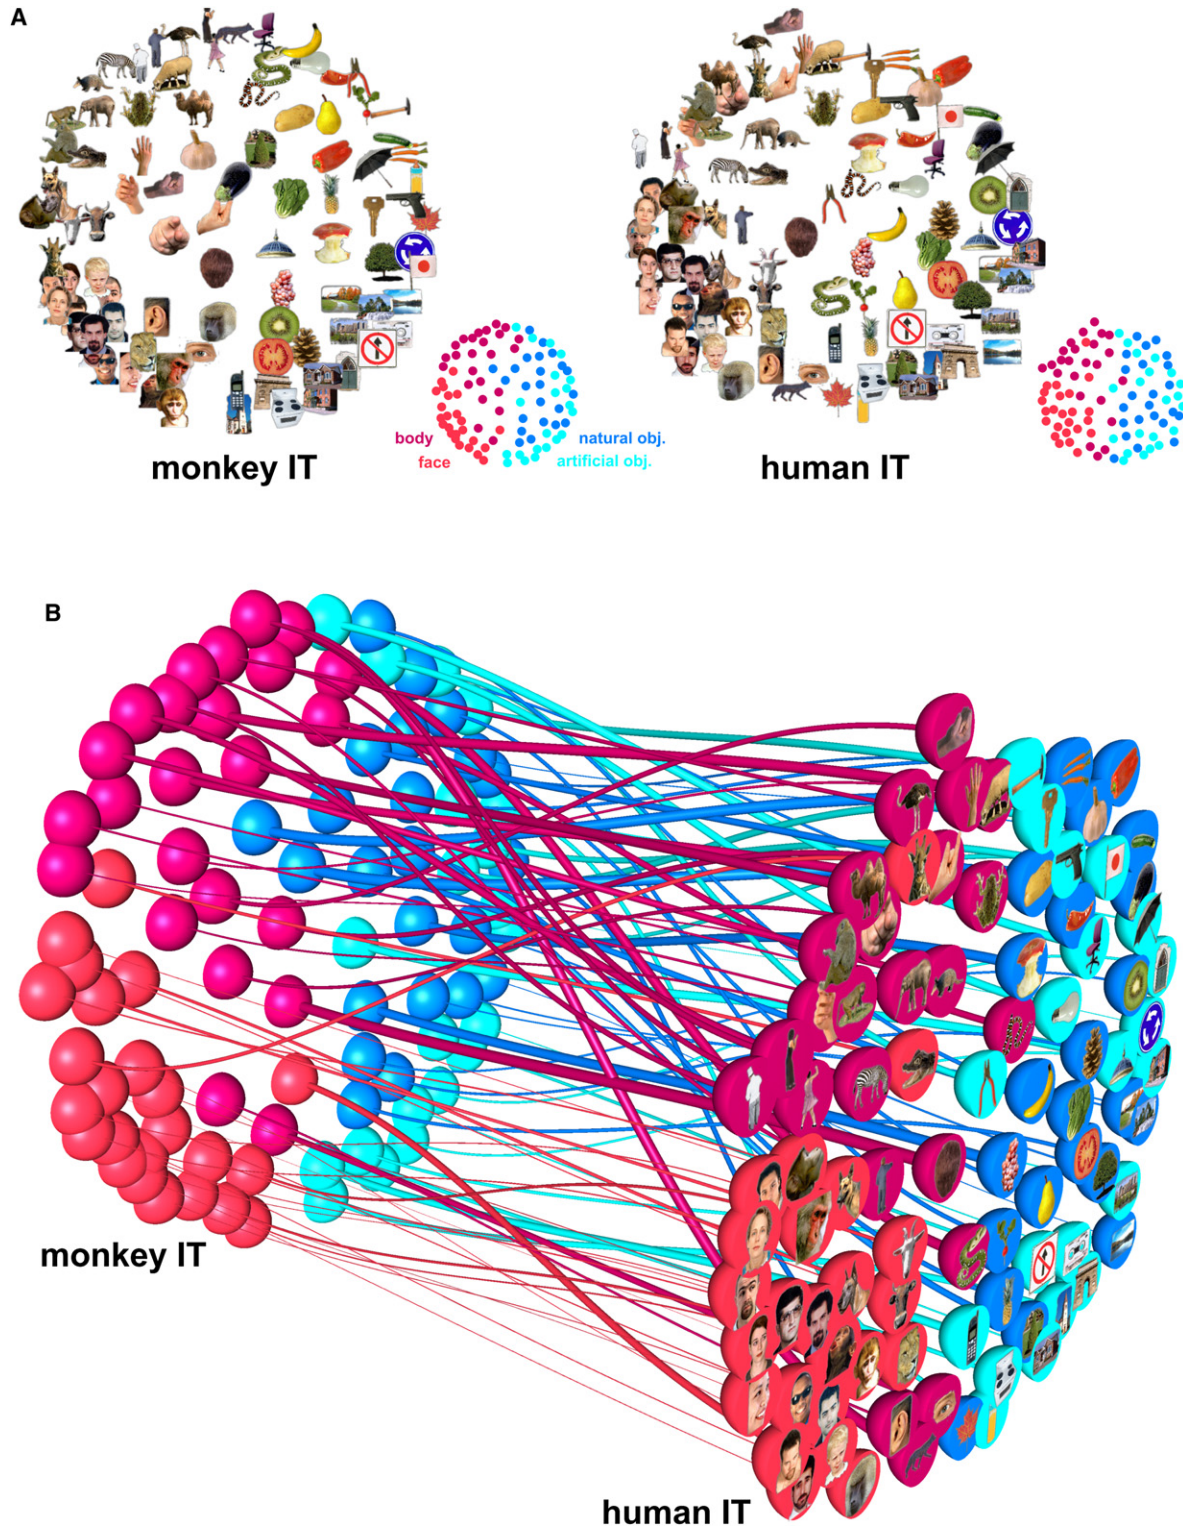 A
body
face
natural obj.
artificial obj.
monkey IT
human IT
B
monkey IT
human IT